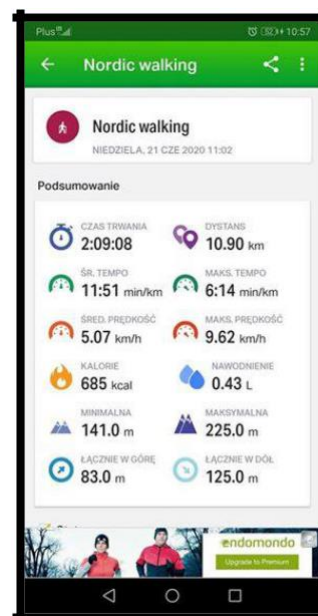 Plus
10:57
Nordic walking
Nordic walking
NIEDZIELA, 21 CZE 2020 11:02
Podsumowanie
CZAS TRWANIA
2:09:08
DYSTANS
10.90 km
ŚR. TEMPO
11:51 min/km
MAKS. TEMPO
6:14 min/km
ŚRED. PRĘDKOŚĆ
5.07 km/h
MAKS. PRĘDKOŚĆ
9.62 km/h
KALORIE
685 kcal
NAWODNIENIE
0.43 L
MINIMALNA
141.0 m
MAKSYMALNA
225.0 m
ŁĄCZNIE W GÓRĘ
83.0 m
ŁĄCZNIE W DÓŁ
125.0 m
endomondo
Upgrade to Premium